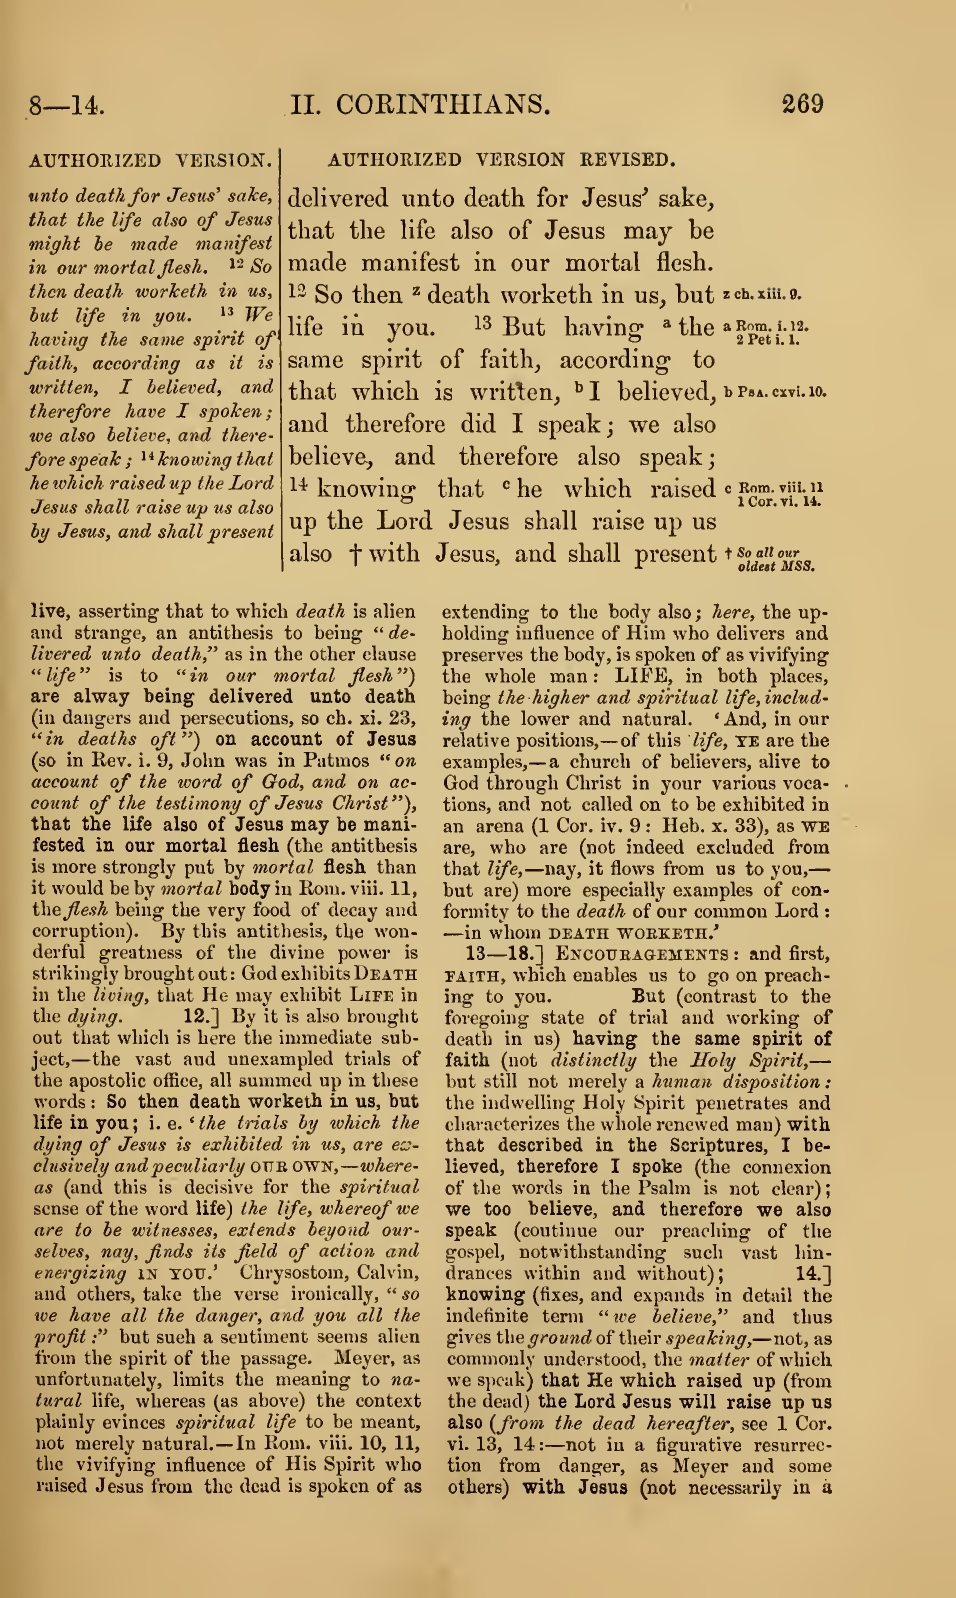 8—14. II. CORINTHIANS. 269
AUTHORIZED VERSION.
unto death for Jesus' sake,
that the life also of Jesus
might be made manifest
in our mortal flesh. 12 So
then death worketh in us,
but life in you. 13 We
having the same spirit of
faith, according as it is
written, I believed, and
therefore have I spoken;
we also believe, and there-
fore speak; 14 knowing that
he which raised up the Lord
Jesus shall raise up us also
by Jesus, and shall present
AUTHORIZED VERSION REVISED.
delivered unto death for Jesus' sake,
that the life also of Jesus may be
made manifest in our mortal flesh.
12 So then z death worketh in us, but
life in you. 13 But having a the
same spirit of faith, according to
that which is written, b I believed,
and therefore did I speak; we also
believe, and therefore also speak;
14 knowing that c he which raised
up the Lord Jesus shall raise up us
also † with Jesus, and shall present
z ch. xiii. 9.
a Rom. i. 12.
2 Pet i. 1.
b Psa. cxvi. 10.
c Rom. viii. 11
1 Cor. vi. 14.
† So all our
oldest MSS.
live, asserting that to which death is alien
and strange, an antithesis to being "de-
livered unto death," as in the other clause
"life" is to "in our mortal flesh")
are alway being delivered unto death
(in dangers and persecutions, so ch. xi. 23,
"in deaths oft") on account of Jesus
(so in Rev. i. 9, John was in Patmos "on
account of the word of God, and on ac-
count of the testimony of Jesus Christ"),
that the life also of Jesus may be mani-
fested in our mortal flesh (the antithesis
is more strongly put by mortal flesh than
it would be by mortal body in Rom. viii. 11,
the flesh being the very food of decay and
corruption). By this antithesis, the won-
derful greatness of the divine power is
strikingly brought out: God exhibits DEATH
in the living, that He may exhibit LIFE in
the dying. 12.] By it is also brought
out that which is here the immediate sub-
ject,—the vast and unexampled trials of
the apostolic office, all summed up in these
words: So then death worketh in us, but
life in you; i. e. 'the trials by which the
dying of Jesus is exhibited in us, are ex-
clusively and peculiarly OUR OWN,—where-
as (and this is decisive for the spiritual
sense of the word life) the life, whereof we
are to be witnesses, extends beyond our-
selves, nay, finds its field of action and
energizing IN YOU.' Chrysostom, Calvin,
and others, take the verse ironically, "so
we have all the danger, and you all the
profit:" but such a sentiment seems alien
from the spirit of the passage. Meyer, as
unfortunately, limits the meaning to na-
tural life, whereas (as above) the context
plainly evinces spiritual life to be meant,
not merely natural.—In Rom. viii. 10, 11,
the vivifying influence of His Spirit who
raised Jesus from the dead is spoken of as
extending to the body also; here, the up-
holding influence of Him who delivers and
preserves the body, is spoken of as vivifying
the whole man: LIFE, in both places,
being the higher and spiritual life, includ-
ing the lower and natural. 'And, in our
relative positions,—of this life, YE are the
examples,—a church of believers, alive to
God through Christ in your various voca-
tions, and not called on to be exhibited in
an arena (1 Cor. iv. 9: Heb. x. 33), as WE
are, who are (not indeed excluded from
that life,—nay, it flows from us to you,—
but are) more especially examples of con-
formity to the death of our common Lord:
—in whom DEATH WORKETH.'
13—18.] ENCOURAGEMENTS: and first,
FAITH, which enables us to go on preach-
ing to you. But (contrast to the
foregoing state of trial and working of
death in us) having the same spirit of
faith (not distinctly the Holy Spirit,—
but still not merely a human disposition:
the indwelling Holy Spirit penetrates and
characterizes the whole renewed man) with
that described in the Scriptures, I be-
lieved, therefore I spoke (the connexion
of the words in the Psalm is not clear);
we too believe, and therefore we also
speak (continue our preaching of the
gospel, notwithstanding such vast hin-
drances within and without); 14.]
knowing (fixes, and expands in detail the
indefinite term "we believe," and thus
gives the ground of their speaking,—not, as
commonly understood, the matter of which
we speak) that He which raised up (from
the dead) the Lord Jesus will raise up us
also (from the dead hereafter, see 1 Cor.
vi. 13, 14:—not in a figurative resurrec-
tion from danger, as Meyer and some
others) with Jesus (not necessarily in a